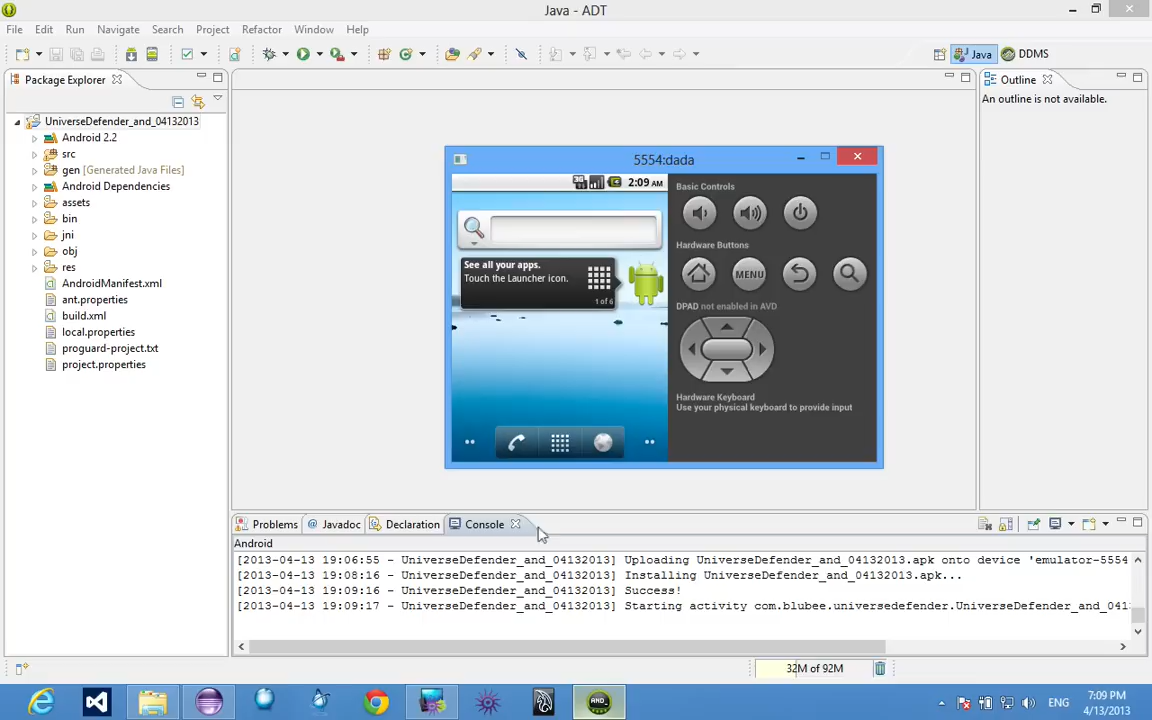 Java - ADT
File Edit Run Navigate Search Project Refactor Window Help
Java DDMS
Package Explorer
UniverseDefender_and_04132013
Android 2.2
src
gen [Generated Java Files]
Android Dependencies
assets
bin
jni
obj
res
AndroidManifest.xml
ant.properties
build.xml
local.properties
proguard-project.txt
project.properties
Outline
An outline is not available.
5554:dada
3G 2:09 AM
See all your apps.
Touch the Launcher icon.
1 of 6
Basic Controls
Hardware Buttons
MENU
DPAD not enabled in AVD
Hardware Keyboard
Use your physical keyboard to provide input
Problems @ Javadoc Declaration Console
Android
[2013-04-13 19:06:55 - UniverseDefender_and_04132013] Uploading UniverseDefender_and_04132013.apk onto device 'emulator-5554
[2013-04-13 19:08:16 - UniverseDefender_and_04132013] Installing UniverseDefender_and_04132013.apk...
[2013-04-13 19:09:16 - UniverseDefender_and_04132013] Success!
[2013-04-13 19:09:17 - UniverseDefender_and_04132013] Starting activity com.blubee.universedefender.UniverseDefender_and_041
32M of 92M
AND
ENG
7:09 PM
4/13/2013